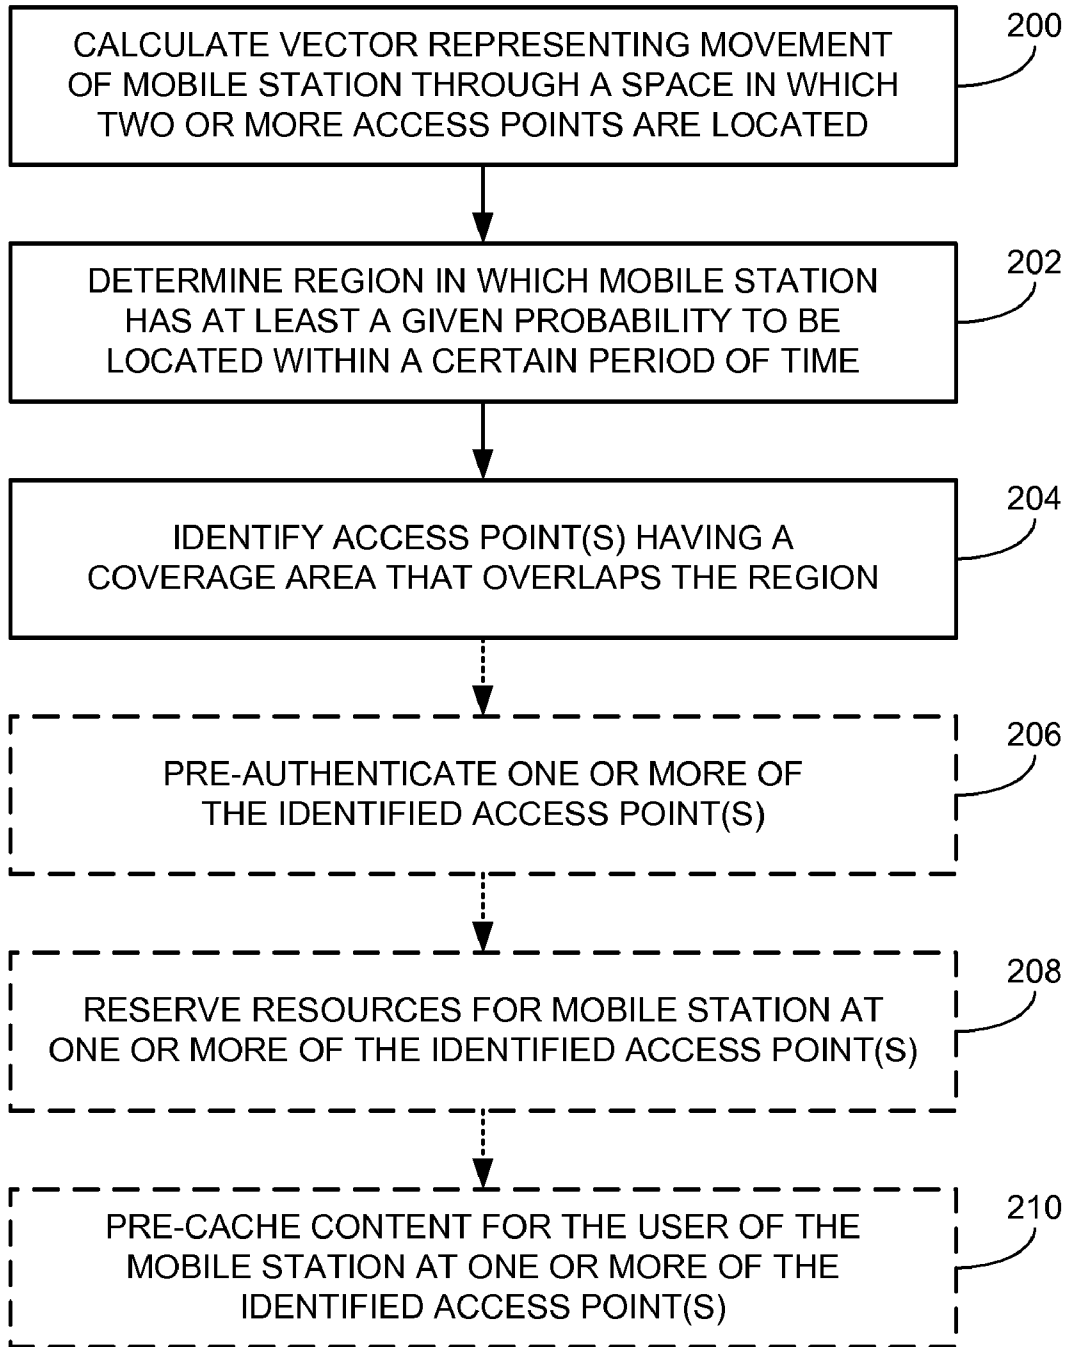 CALCULATE VECTOR REPRESENTING MOVEMENT
OF MOBILE STATION THROUGH A SPACE IN WHICH
TWO OR MORE ACCESS POINTS ARE LOCATED
200
DETERMINE REGION IN WHICH MOBILE STATION
HAS AT LEAST A GIVEN PROBABILITY TO BE
LOCATED WITHIN A CERTAIN PERIOD OF TIME
202
IDENTIFY ACCESS POINT(S) HAVING A
COVERAGE AREA THAT OVERLAPS THE REGION
204
PRE-AUTHENTICATE ONE OR MORE OF
THE IDENTIFIED ACCESS POINT(S)
206
RESERVE RESOURCES FOR MOBILE STATION AT
ONE OR MORE OF THE IDENTIFIED ACCESS POINT(S)
208
PRE-CACHE CONTENT FOR THE USER OF THE
MOBILE STATION AT ONE OR MORE OF THE
IDENTIFIED ACCESS POINT(S)
210